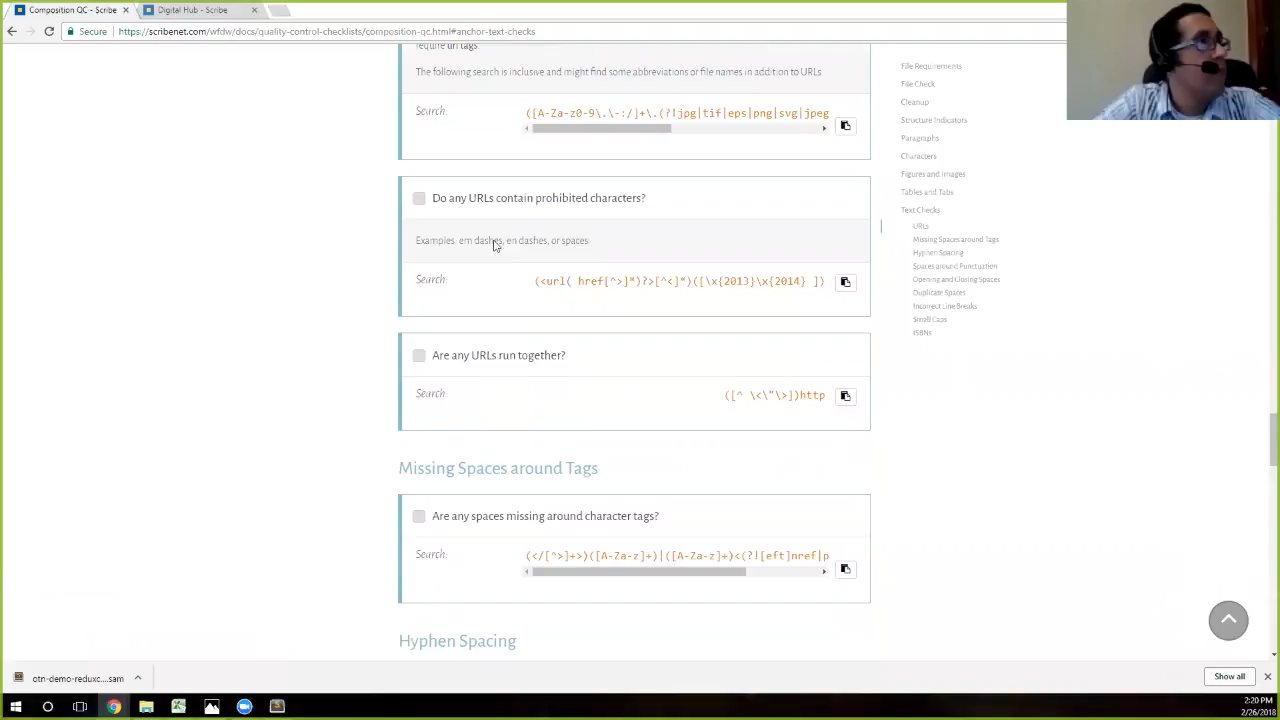 Composition QC - Scribe
Digital Hub - Scribe
Secure
https://scribenet.com/wfdw/docs/quality-control-checklists/composition-qc.html#anchor-text-checks
require url tags.
The following search is inclusive and might find some abbreviations or file names in addition to URLs
Search:
([A-Za-z0-9\.\-:/]+\.(?!jpg|tif|eps|png|svg|jpeg
Do any URLs contain prohibited characters?
Examples: em dashes, en dashes, or spaces
Search:
(<url( href[^>]*)?>[^<]*)([\x{2013}\x{2014} ])
Are any URLs run together?
Search:
([^ \<\"\>])http
Missing Spaces around Tags
Are any spaces missing around character tags?
Search:
(</[^>]+>)([A-Za-z]+)|([A-Za-z]+)<(?![eft]nref|p
Hyphen Spacing
File Requirements
File Check
Cleanup
Structure Indicators
Paragraphs
Characters
Figures and Images
Tables and Tabs
Text Checks
URLs
Missing Spaces around Tags
Hyphen Spacing
Spaces around Punctuation
Opening and Closing Spaces
Duplicate Spaces
Incorrect Line Breaks
Small Caps
ISBNs
otn-demo-reduxc....sam
Show all
2:20 PM
2/26/2018